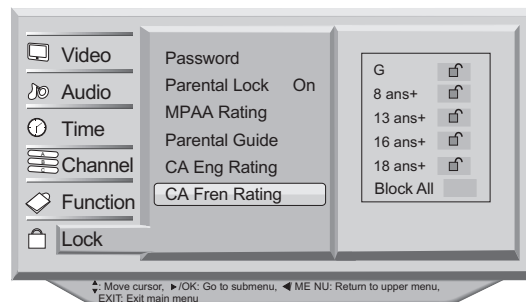 Video
Audio
Time
Channel
Function
Lock
Password
Parental Lock On
MPAA Rating
Parental Guide
CA Eng Rating
CA Fren Rating
G
8 ans+
13 ans+
16 ans+
18 ans+
Block All
: Move cursor, ►/OK: Go to submenu, ◄/ ME NU: Return to upper menu,
EXIT: Exit main menu